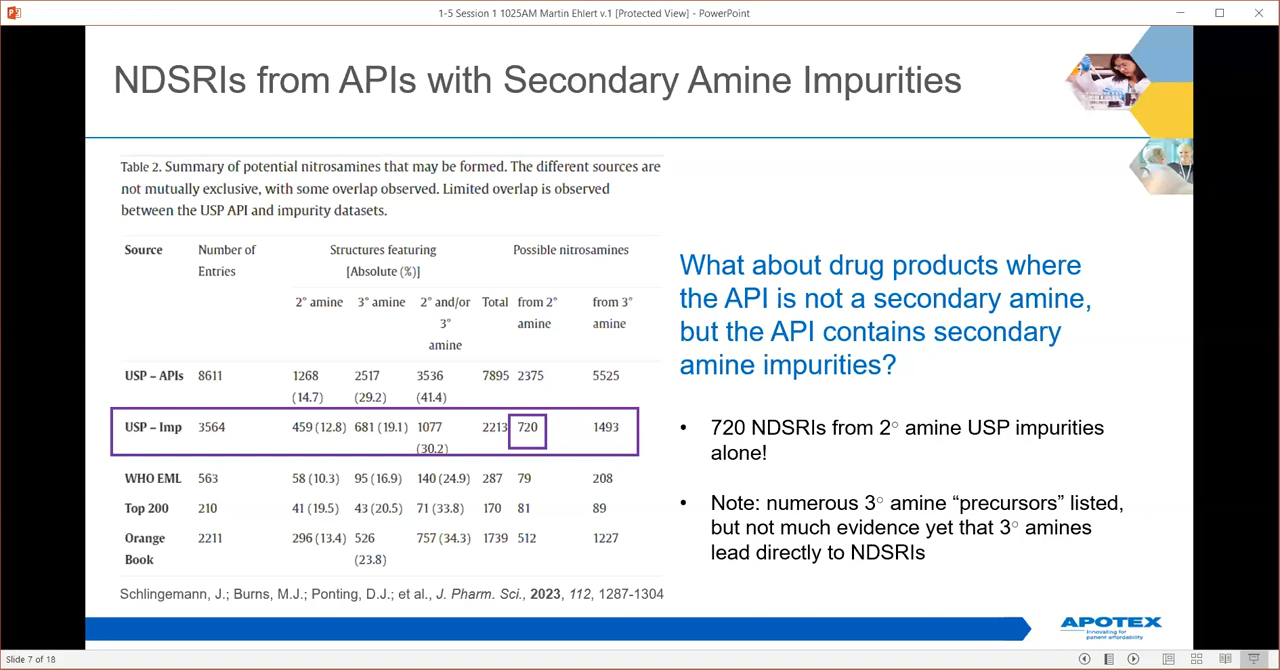 1-5 Session 1 1025AM Martin Ehlert v.1 [Protected View] - PowerPoint
NDSRIs from APIs with Secondary Amine Impurities
Table 2. Summary of potential nitrosamines that may be formed. The different sources are
not mutually exclusive, with some overlap observed. Limited overlap is observed
between the USP API and impurity datasets.
Source Number of Entries Structures featuring [Absolute (%)] Possible nitrosamines
2° amine 3° amine 2° and/or 3° amine Total from 2° amine from 3° amine
USP – APIs 8611 1268 (14.7) 2517 (29.2) 3536 (41.4) 7895 2375 5525
USP – Imp 3564 459 (12.8) 681 (19.1) 1077 (30.2) 2213 720 1493
WHO EML 563 58 (10.3) 95 (16.9) 140 (24.9) 287 79 208
Top 200 210 41 (19.5) 43 (20.5) 71 (33.8) 170 81 89
Orange Book 2211 296 (13.4) 526 (23.8) 757 (34.3) 1739 512 1227
Schlingemann, J.; Burns, M.J.; Ponting, D.J.; et al., J. Pharm. Sci., 2023, 112, 1287-1304
What about drug products where
the API is not a secondary amine,
but the API contains secondary
amine impurities?
• 720 NDSRIs from 2° amine USP impurities
alone!
• Note: numerous 3° amine “precursors” listed,
but not much evidence yet that 3° amines
lead directly to NDSRIs
APOTEX
Innovating for
patient affordability
Slide 7 of 18